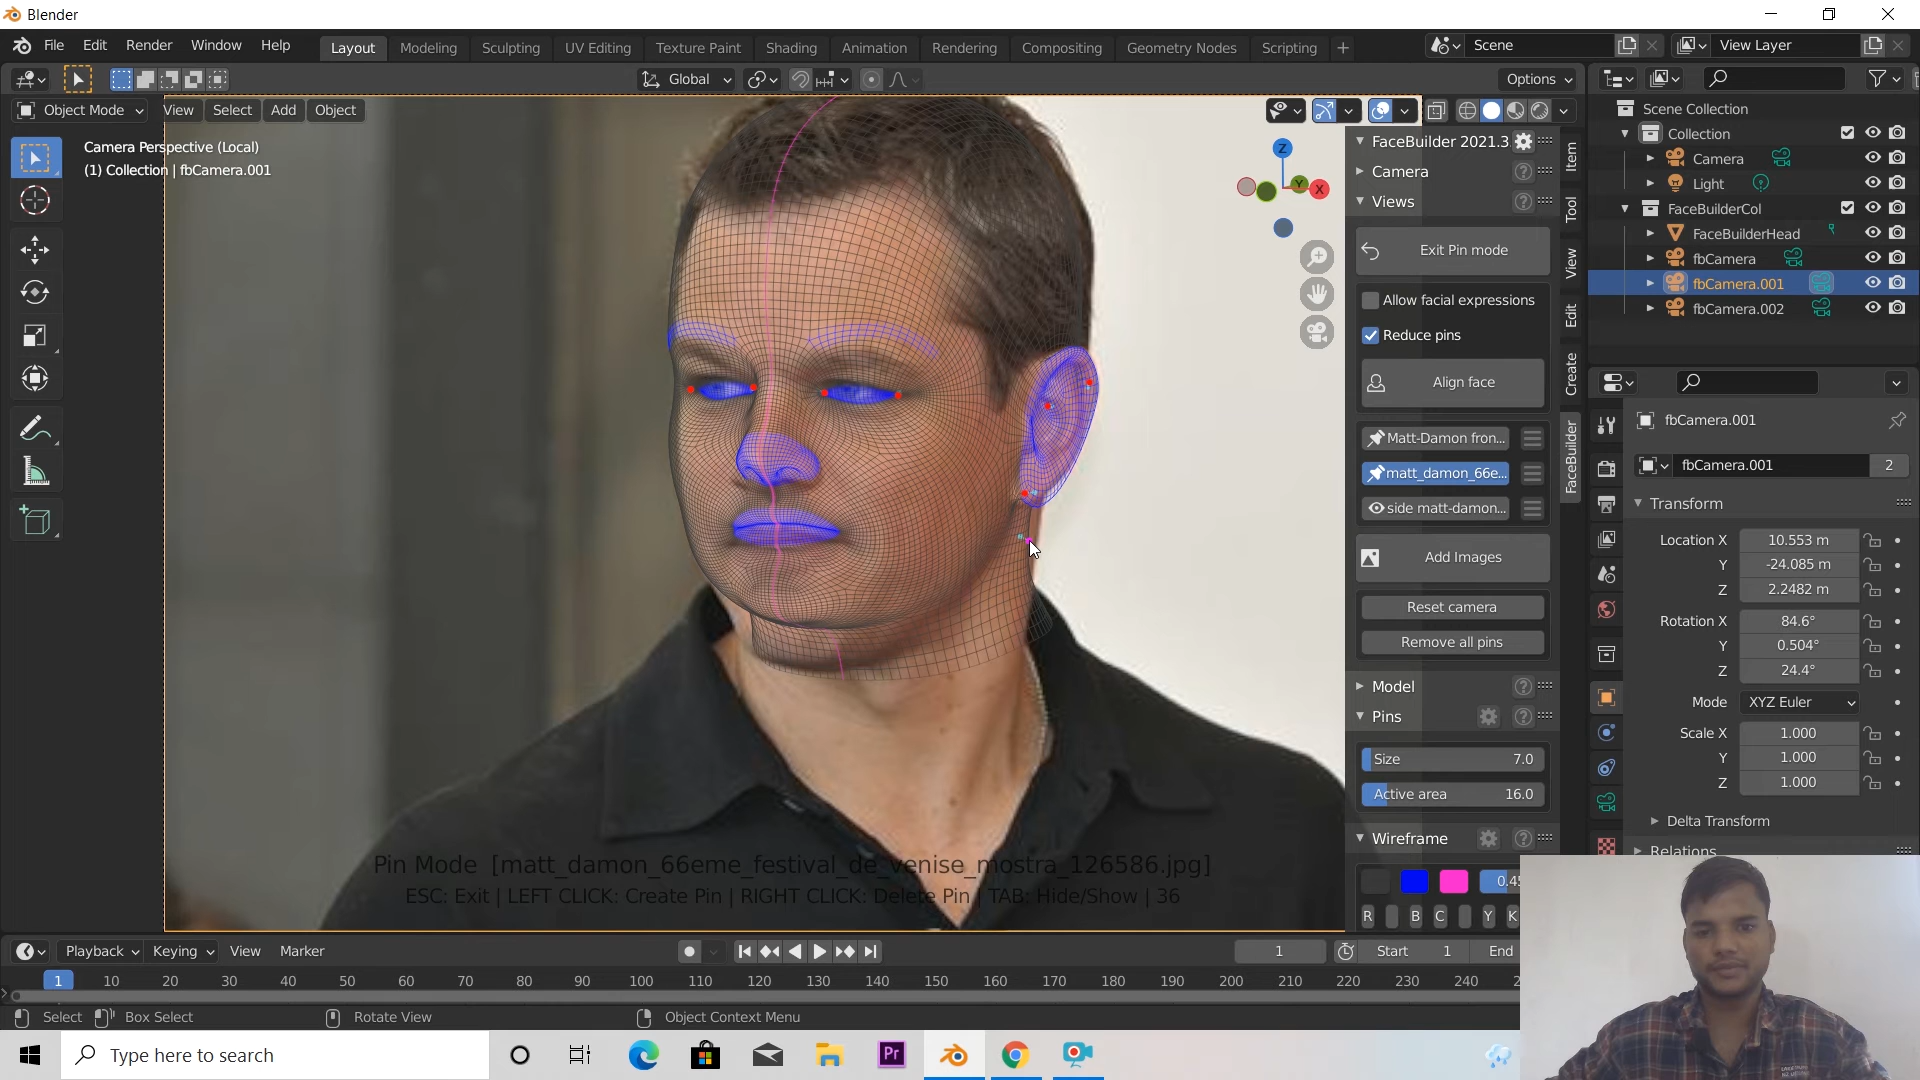 Blender
File Edit Render Window Help
Layout Modeling Sculpting UV Editing Texture Paint Shading Animation Rendering Compositing Geometry Nodes Scripting +
Scene
View Layer
Global
Options
Object Mode View Select Add Object
Camera Perspective (Local)
(1) Collection | fbCamera.001
Z
Y
X
FaceBuilder 2021.3
Camera
Views
Exit Pin mode
Allow facial expressions
Reduce pins
Align face
Matt-Damon fron...
matt_damon_66e...
side matt-damon...
Add Images
Reset camera
Remove all pins
Model
Pins
Size 7.0
Active area 16.0
Wireframe
R B C Y K
Item
Tool
View
Edit
Create
FaceBuilder
Scene Collection
Collection
Camera
Light
FaceBuilderCol
FaceBuilderHead
fbCamera
fbCamera.001
fbCamera.002
fbCamera.001
fbCamera.001 2
Transform
Location X 10.553 m
Y -24.085 m
Z 2.2482 m
Rotation X 84.6°
Y 0.504°
Z 24.4°
Mode XYZ Euler
Scale X 1.000
Y 1.000
Z 1.000
Delta Transform
Relations
Pin Mode [matt_damon_66eme_festival_de_venise_mostra_126586.jpg]
ESC: Exit | LEFT CLICK: Create Pin | RIGHT CLICK: Delete Pin | TAB: Hide/Show | 36
Playback Keying View Marker
1 Start 1 End
1 10 20 30 40 50 60 70 80 90 100 110 120 130 140 150 160 170 180 190 200 210 220 230 240
Select Box Select Rotate View Object Context Menu
Type here to search
Pr